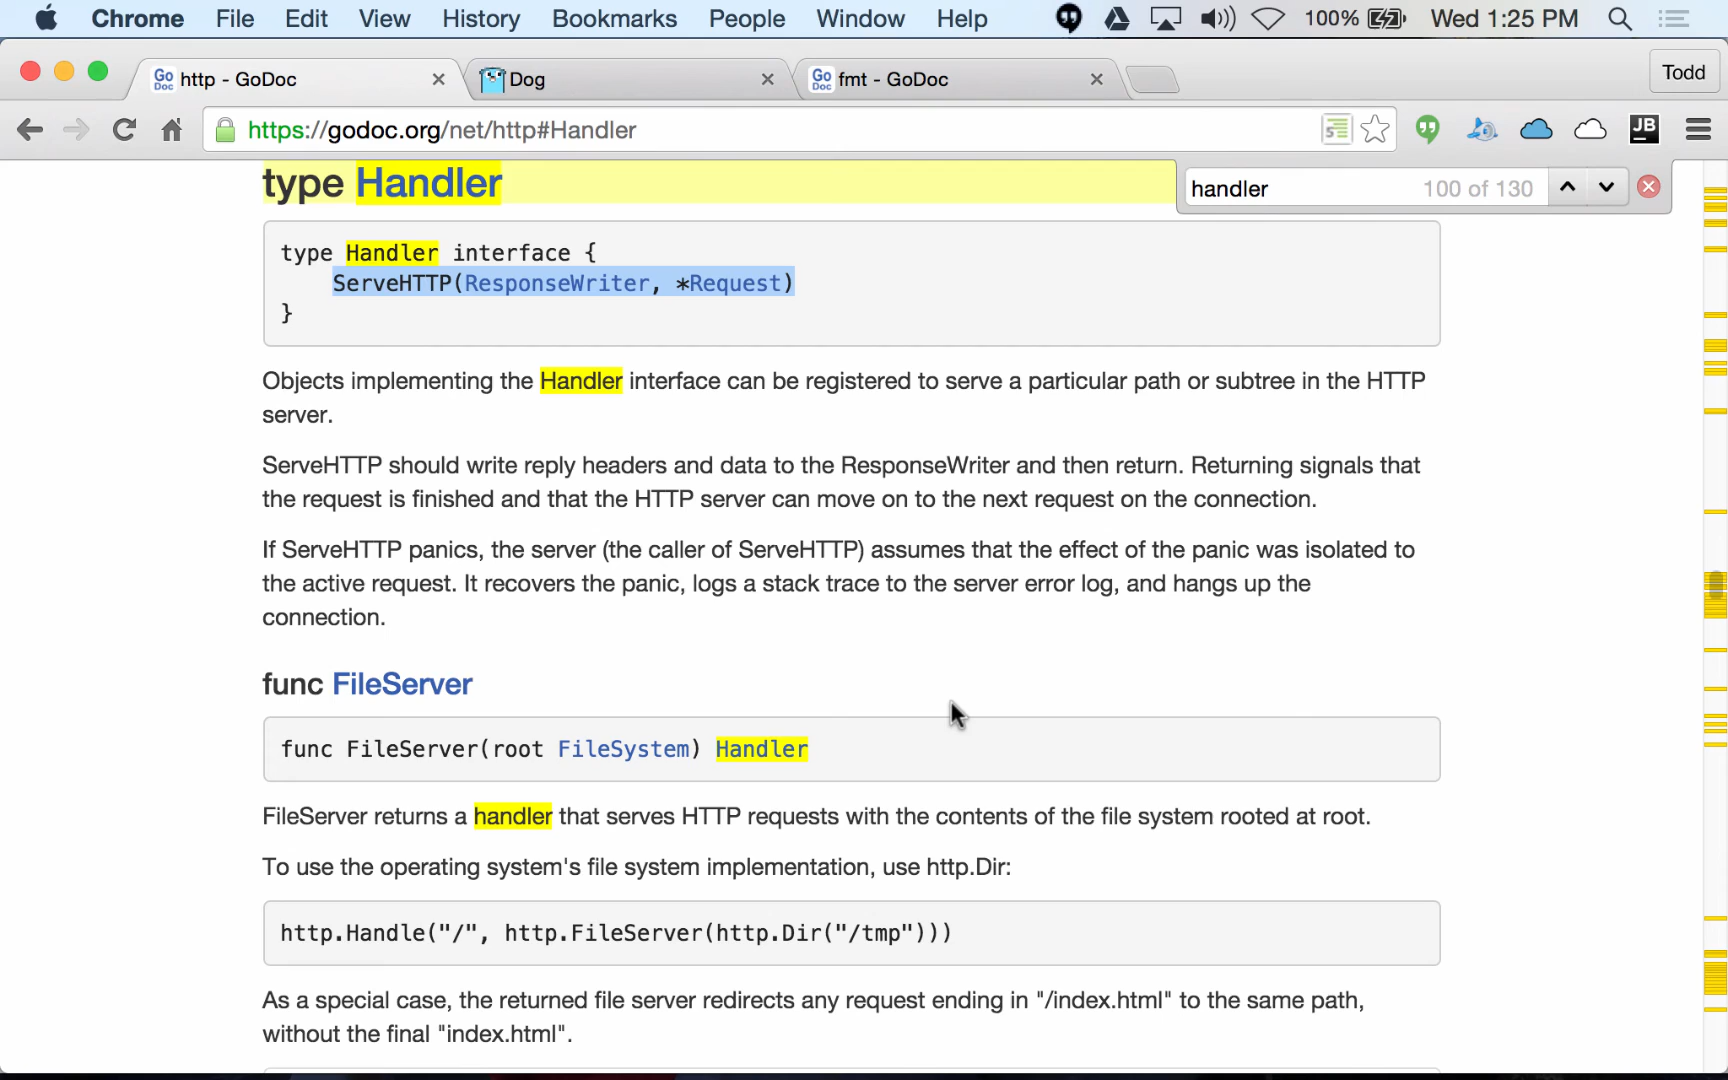 Chrome File Edit View History Bookmarks People Window Help 100% Wed 1:25 PM
Go Doc http - GoDoc Dog Go Doc fmt - GoDoc Todd
https://godoc.org/net/http#Handler JB
type Handler
handler 100 of 130
type Handler interface {
ServeHTTP(ResponseWriter, *Request)
}
Objects implementing the Handler interface can be registered to serve a particular path or subtree in the HTTP
server.
ServeHTTP should write reply headers and data to the ResponseWriter and then return. Returning signals that
the request is finished and that the HTTP server can move on to the next request on the connection.
If ServeHTTP panics, the server (the caller of ServeHTTP) assumes that the effect of the panic was isolated to
the active request. It recovers the panic, logs a stack trace to the server error log, and hangs up the
connection.
func FileServer
func FileServer(root FileSystem) Handler
FileServer returns a handler that serves HTTP requests with the contents of the file system rooted at root.
To use the operating system's file system implementation, use http.Dir:
http.Handle("/", http.FileServer(http.Dir("/tmp")))
As a special case, the returned file server redirects any request ending in "/index.html" to the same path,
without the final "index.html".